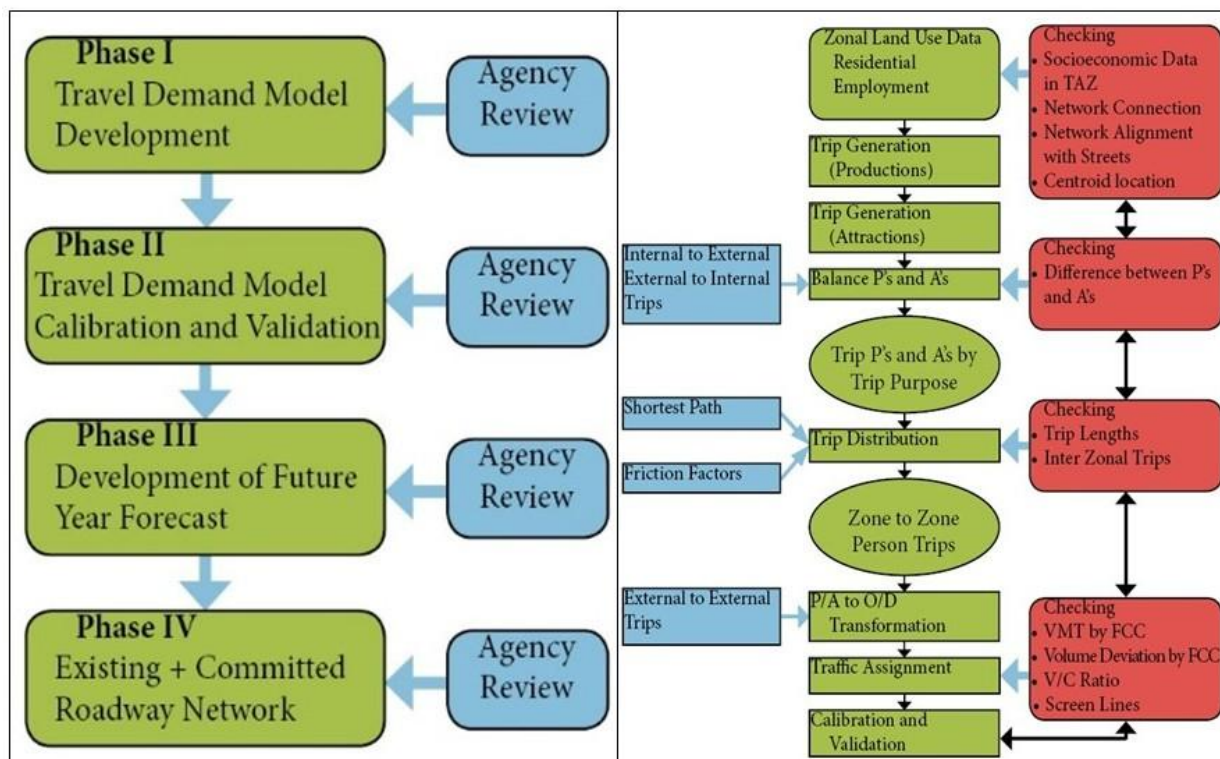 Phase I
Travel Demand Model
Development
Agency
Review
Phase II
Travel Demand Model
Calibration and Validation
Agency
Review
Phase III
Development of Future
Year Forecast
Agency
Review
Phase IV
Existing + Committed
Roadway Network
Agency
Review
Zonal Land Use Data
Residential
Employment
Checking
• Socioeconomic Data
in TAZ
• Network Connection
• Network Alignment
with Streets
• Centroid location
Trip Generation
(Productions)
Trip Generation
(Attractions)
Internal to External
External to Internal
Trips
Balance P's and A's
Checking
• Difference between P's
and A's
Trip P's and A's by
Trip Purpose
Shortest Path
Friction Factors
Trip Distribution
Checking
• Trip Lengths
• Inter Zonal Trips
Zone to Zone
Person Trips
External to External
Trips
P/A to O/D
Transformation
Traffic Assignment
Checking
• VMT by FCC
• Volume Deviation by FCC
• V/C Ratio
• Screen Lines
Calibration and
Validation